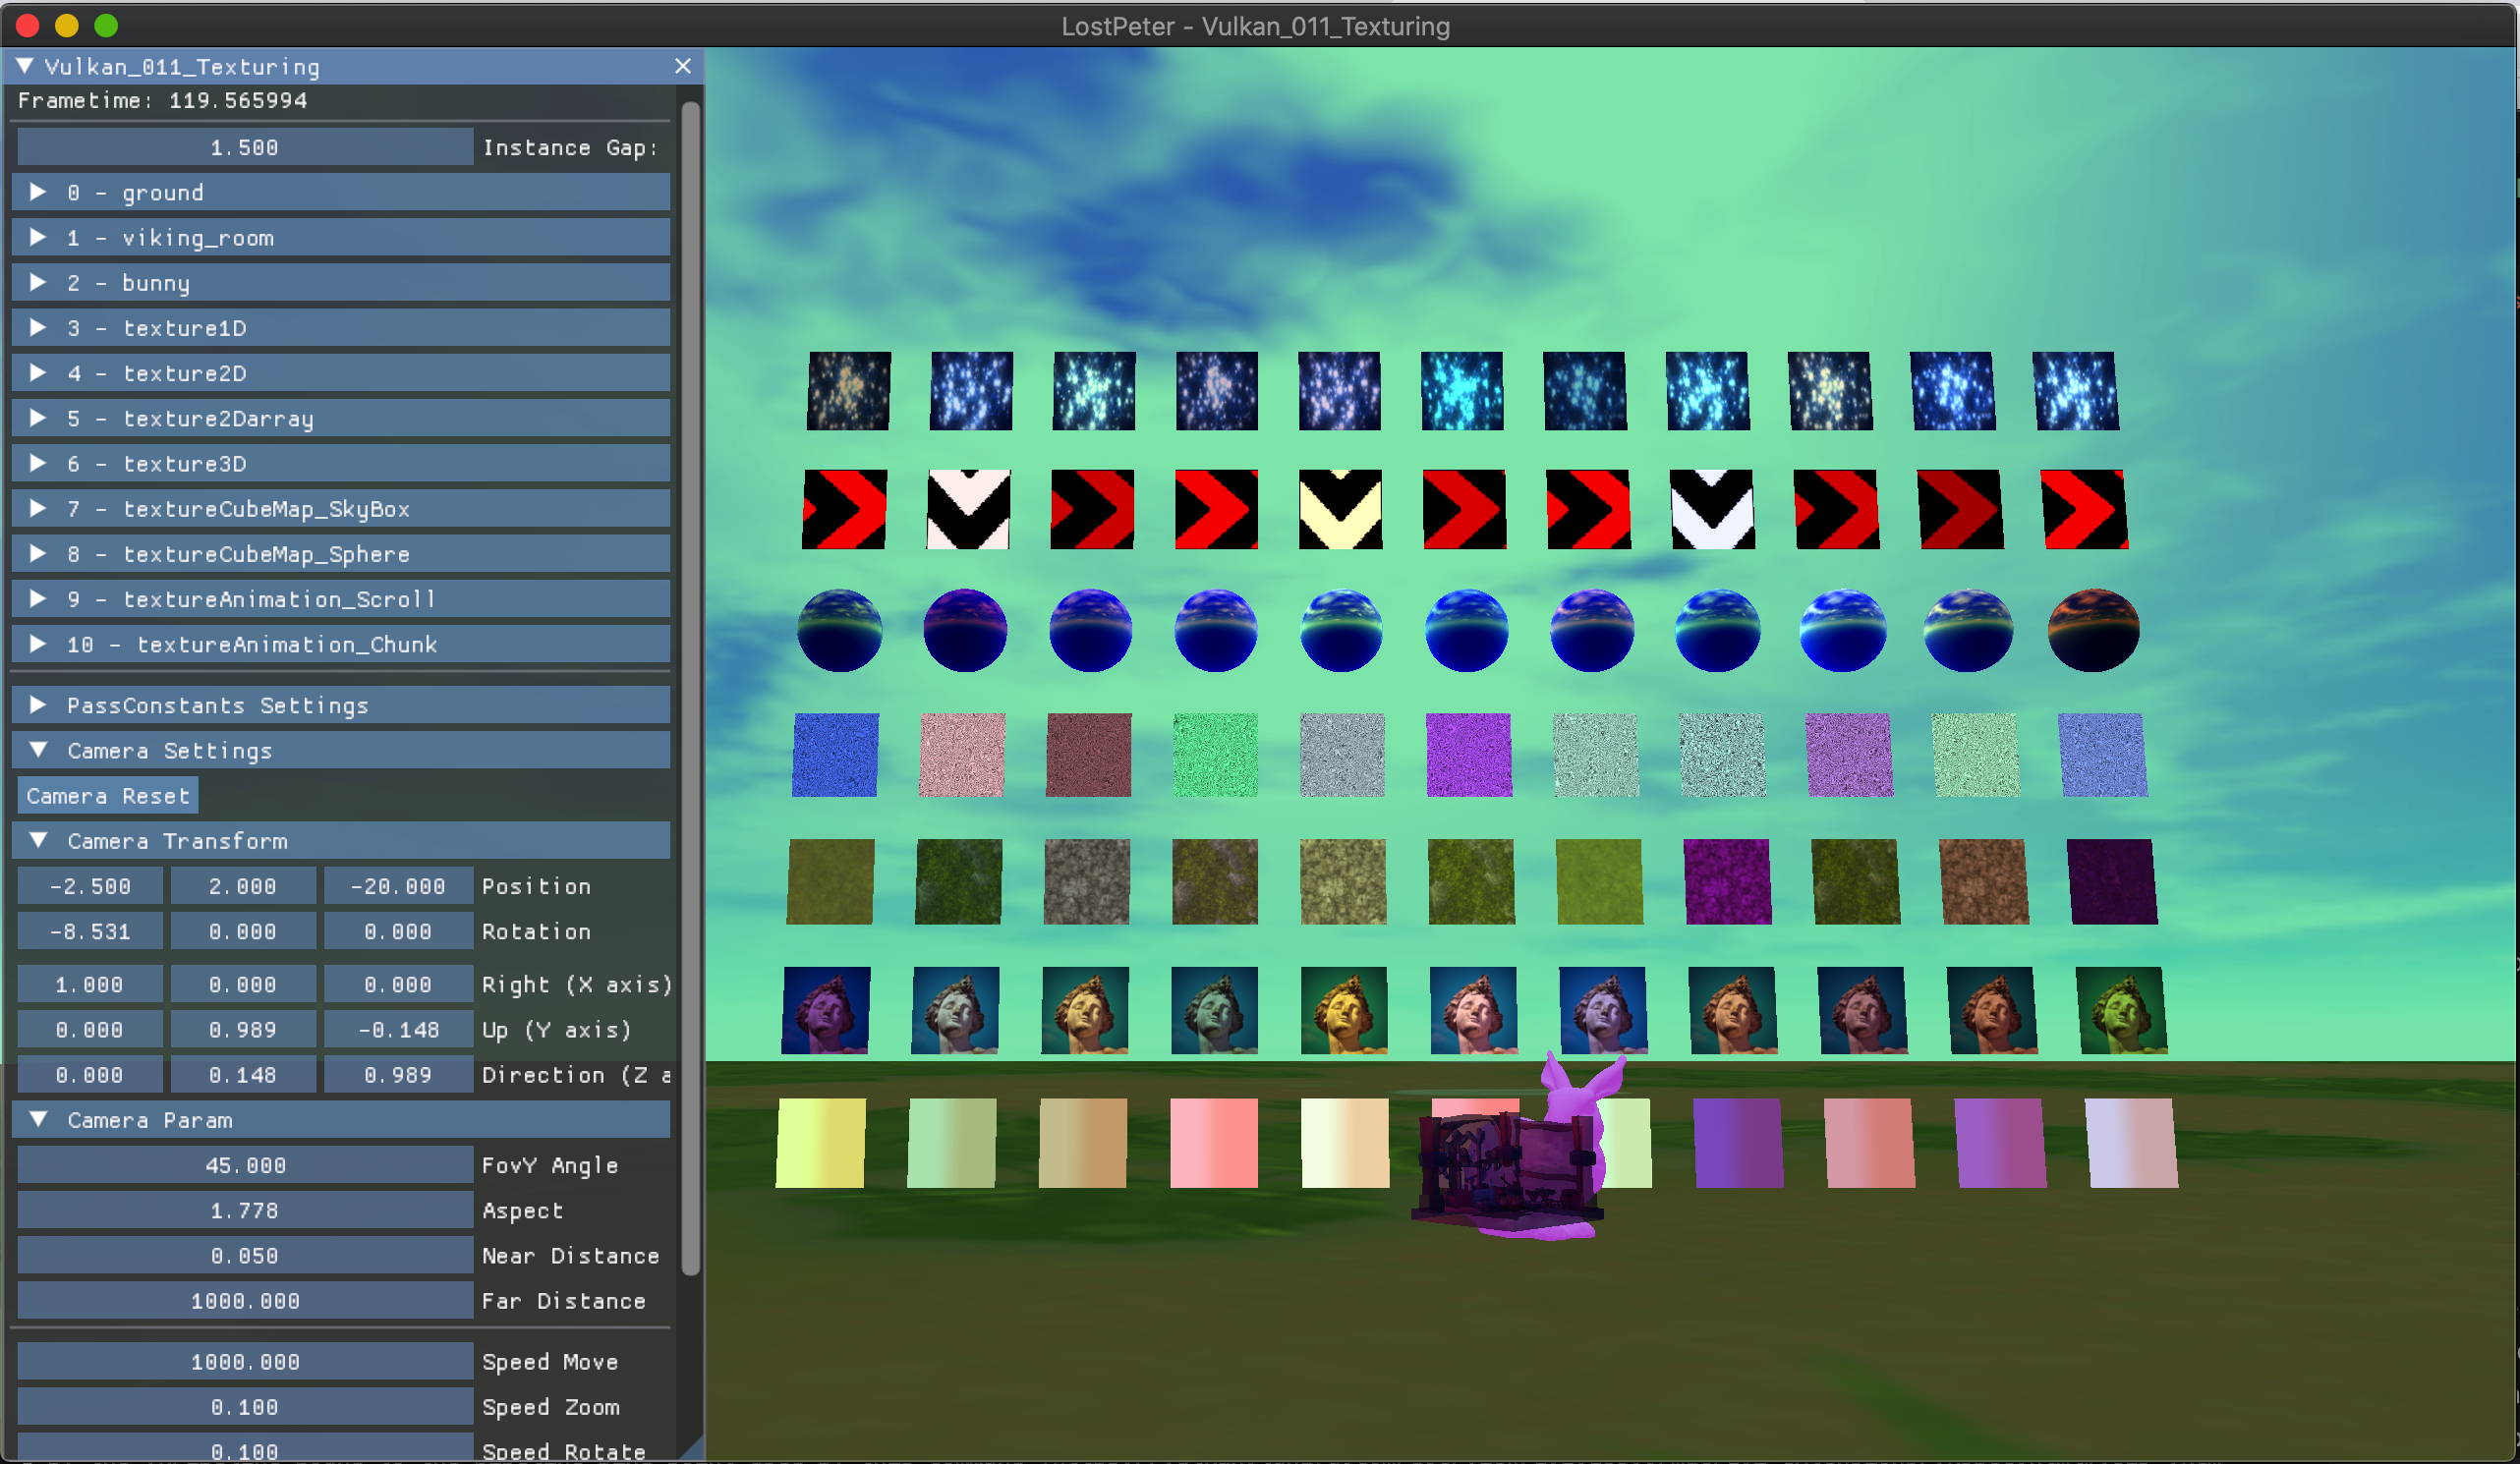 LostPeter - Vulkan_011_Texturing
Vulkan_011_Texturing
Frametime: 119.565994
1.500 Instance Gap:
0 - ground
1 - viking_room
2 - bunny
3 - texture1D
4 - texture2D
5 - texture2Darray
6 - texture3D
7 - textureCubeMap_SkyBox
8 - textureCubeMap_Sphere
9 - textureAnimation_Scroll
10 - textureAnimation_Chunk
PassConstants Settings
Camera Settings
Camera Reset
Camera Transform
-2.500 2.000 -20.000 Position
-8.531 0.000 0.000 Rotation
1.000 0.000 0.000 Right (X axis)
0.000 0.989 -0.148 Up (Y axis)
0.000 0.148 0.989 Direction (Z a
Camera Param
45.000 FovY Angle
1.778 Aspect
0.050 Near Distance
1000.000 Far Distance
1000.000 Speed Move
0.100 Speed Zoom
0.100 Speed Rotate